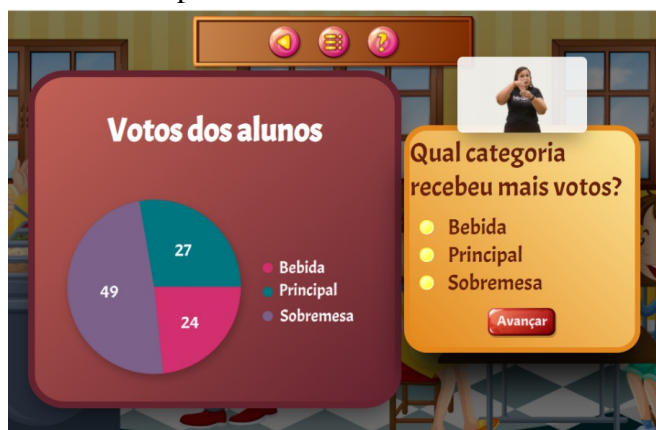 Votos dos alunos
27
49
24
Bebida
Principal
Sobremesa
Qual categoria
recebeu mais votos?
Bebida
Principal
Sobremesa
Avançar